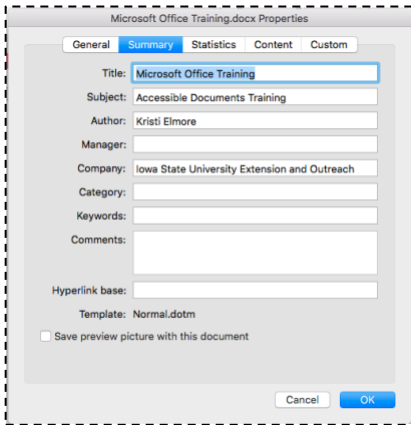 Microsoft Office Training.docx Properties
General Summary Statistics Content Custom
Title: Microsoft Office Training
Subject: Accessible Documents Training
Author: Kristi Elmore
Manager:
Company: Iowa State University Extension and Outreach
Category:
Keywords:
Comments:
Hyperlink base:
Template: Normal.dotm
Save preview picture with this document
Cancel OK